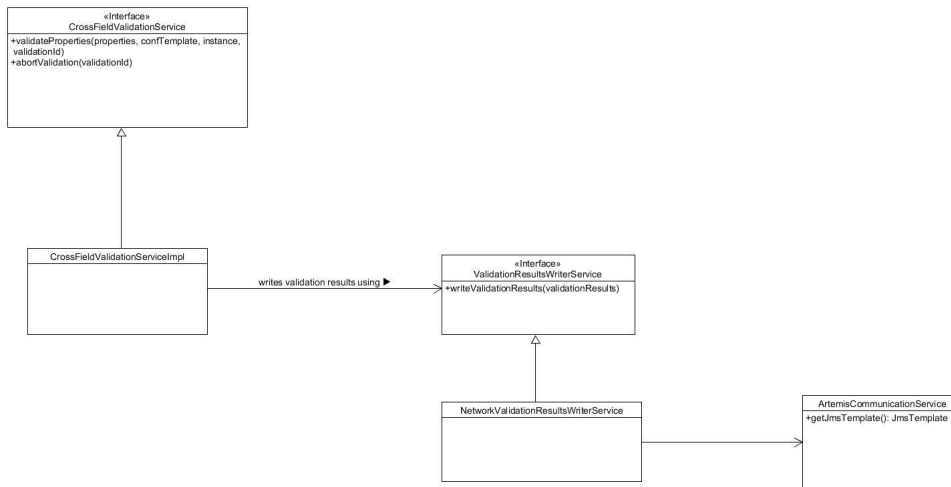 «Interface»
CrossFieldValidationService
+validateProperties(properties, confTemplate, instance,
validationId)
+abortValidation(validationId)
CrossFieldValidationServiceImpl
writes validation results using ▶
«Interface»
ValidationResultsWriterService
+writeValidationResults(validationResults)
NetworkValidationResultsWriterService
ArtemisCommunicationService
+getJmsTemplate(): JmsTemplate